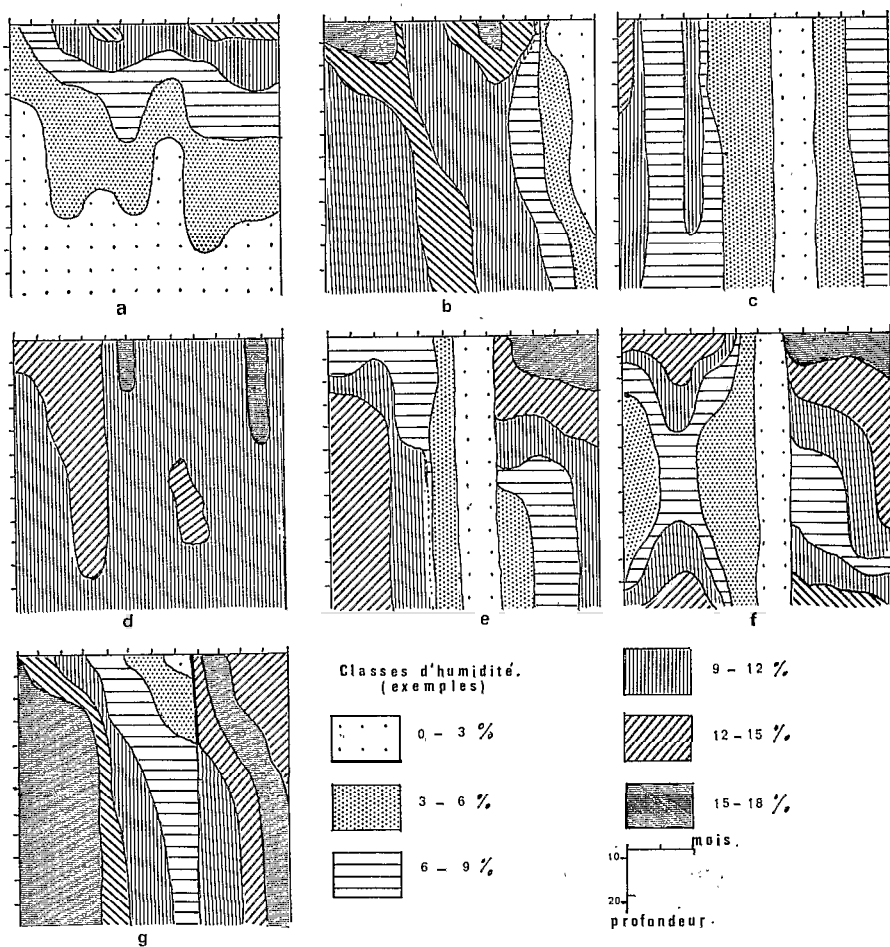 a
b
c
d
e
f
g
Classes d'humidité.
(exemples)
0 - 3 %
3 - 6 %
6 - 9 %
9 - 12 %
12 - 15 %
15 - 18 %
mois.
10
20
profondeur.